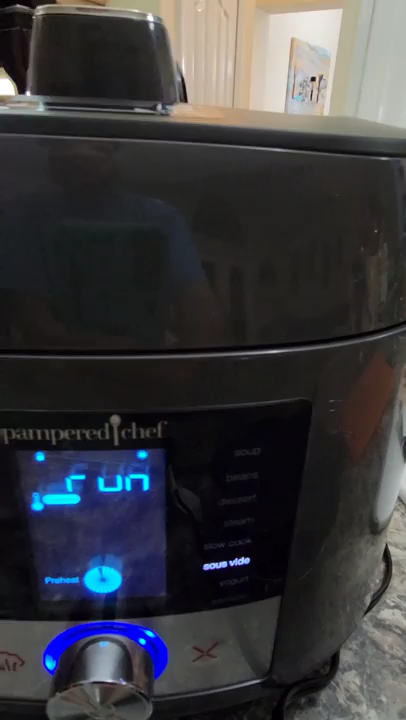 pampered chef
run
Preheat
soup
beans
dessert
steam
slow cook
sous vide
yogurt